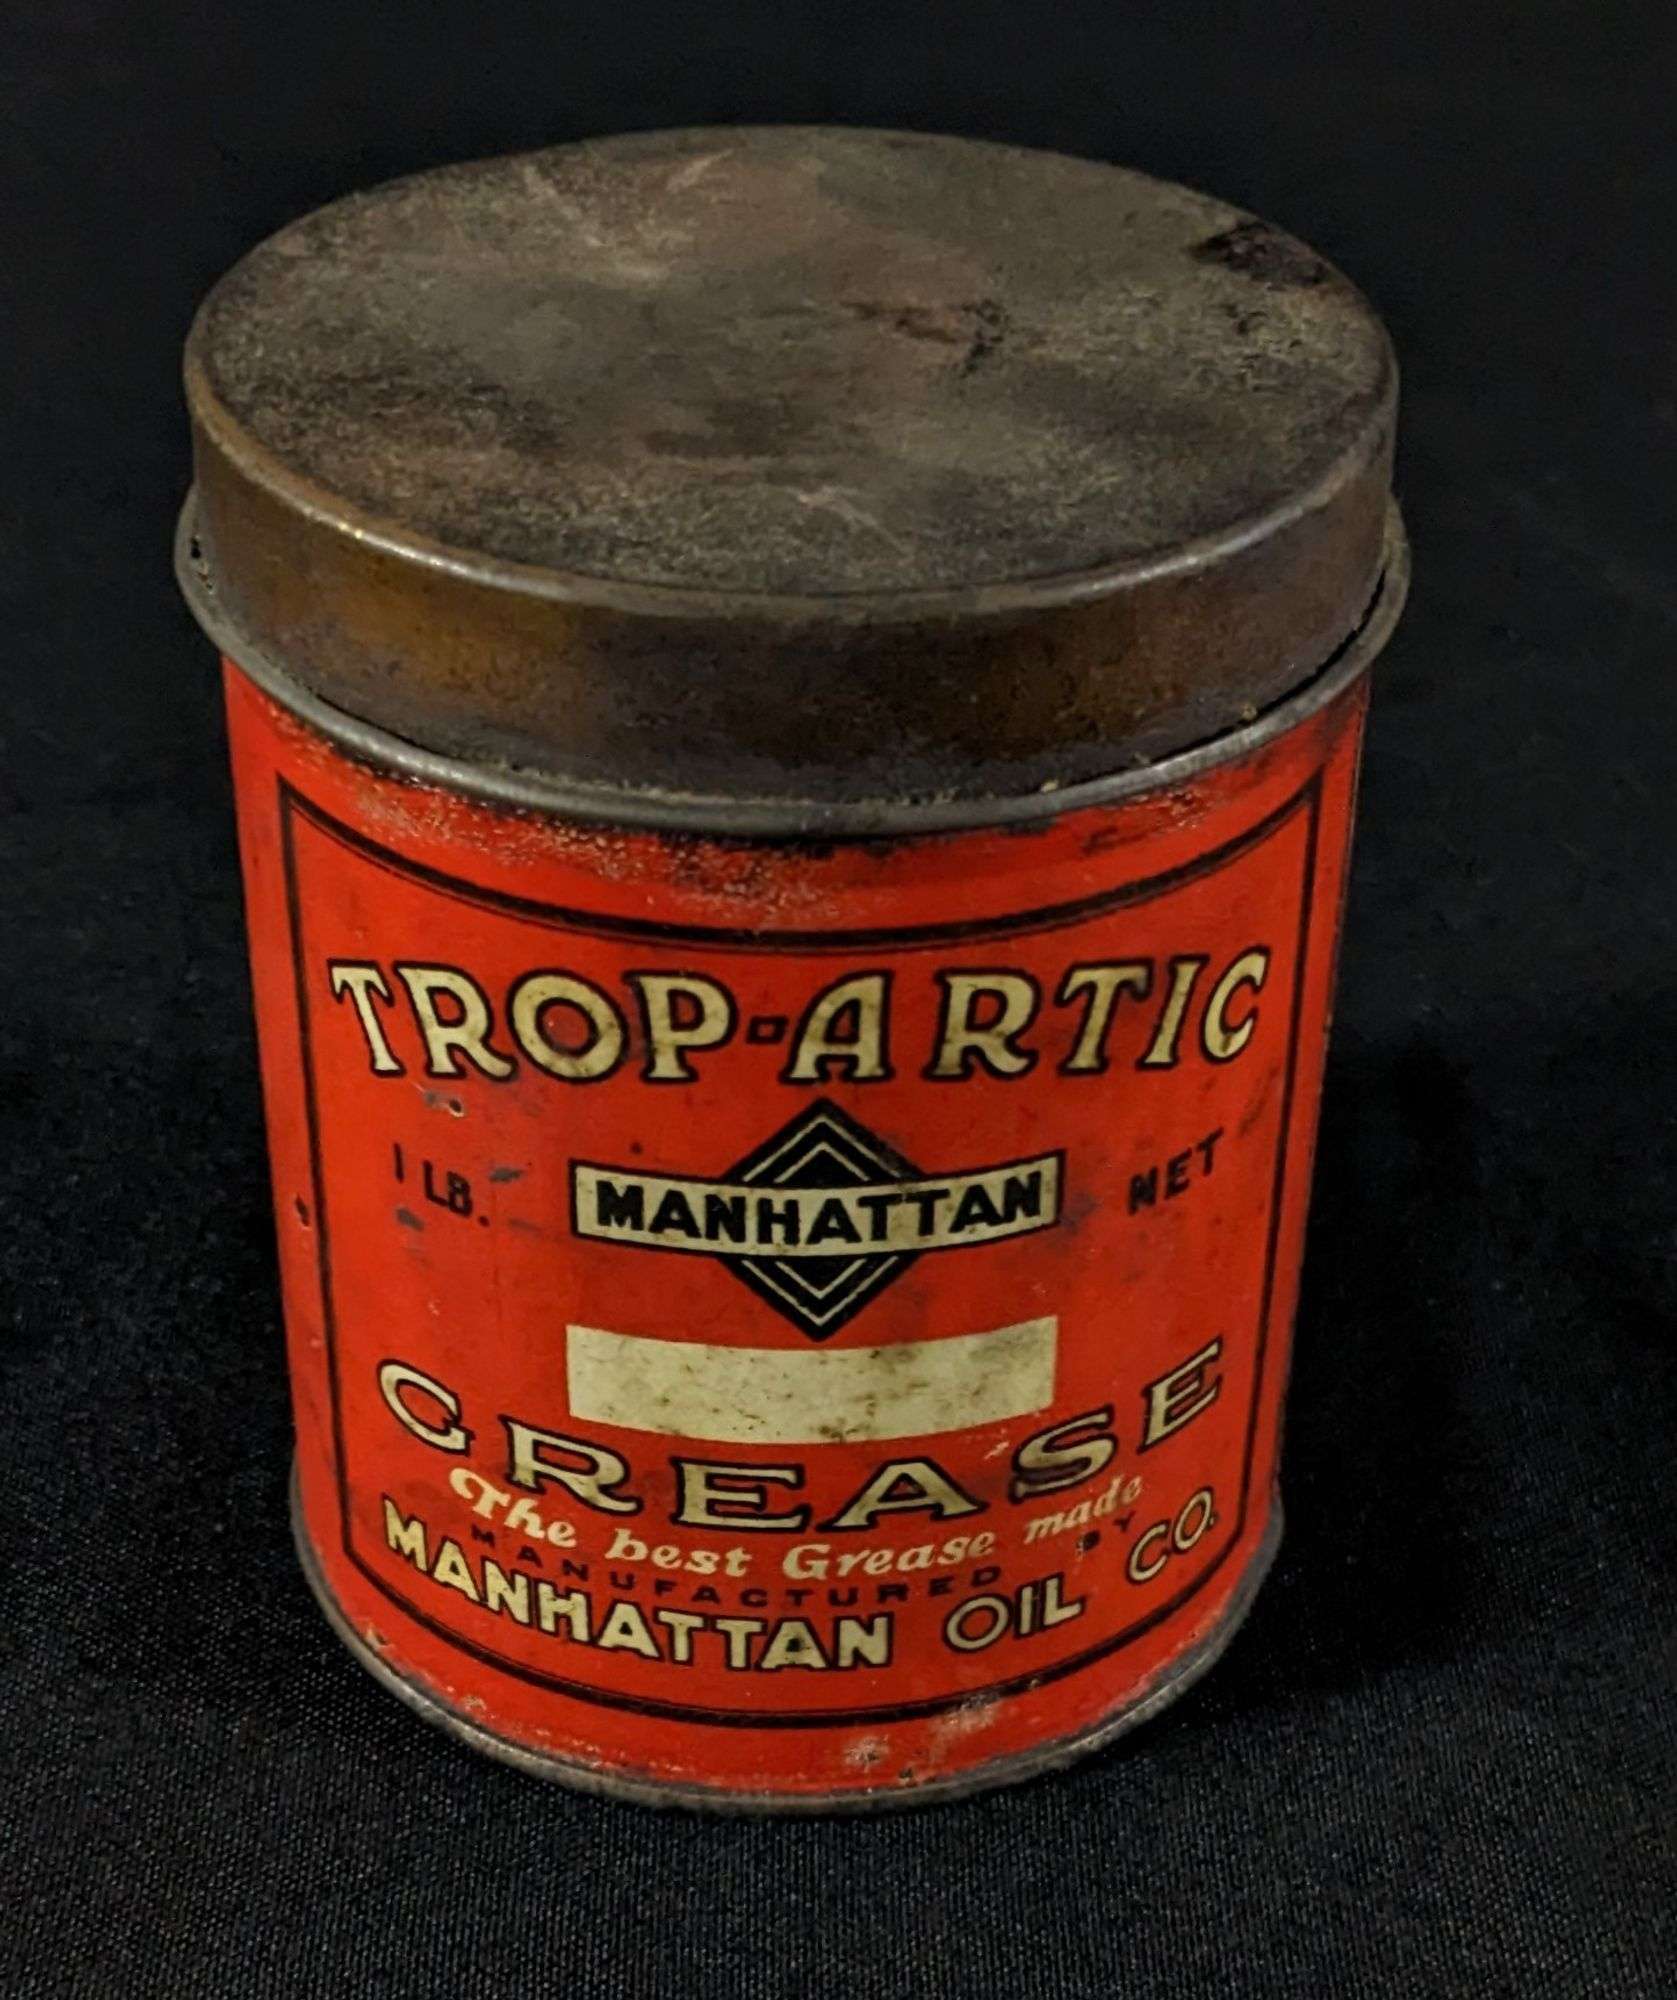 TROP-ARTIC
1 LB. MANHATTAN NET
GREASE
The best Grease made
MANUFACTURED BY
MANHATTAN OIL CO.